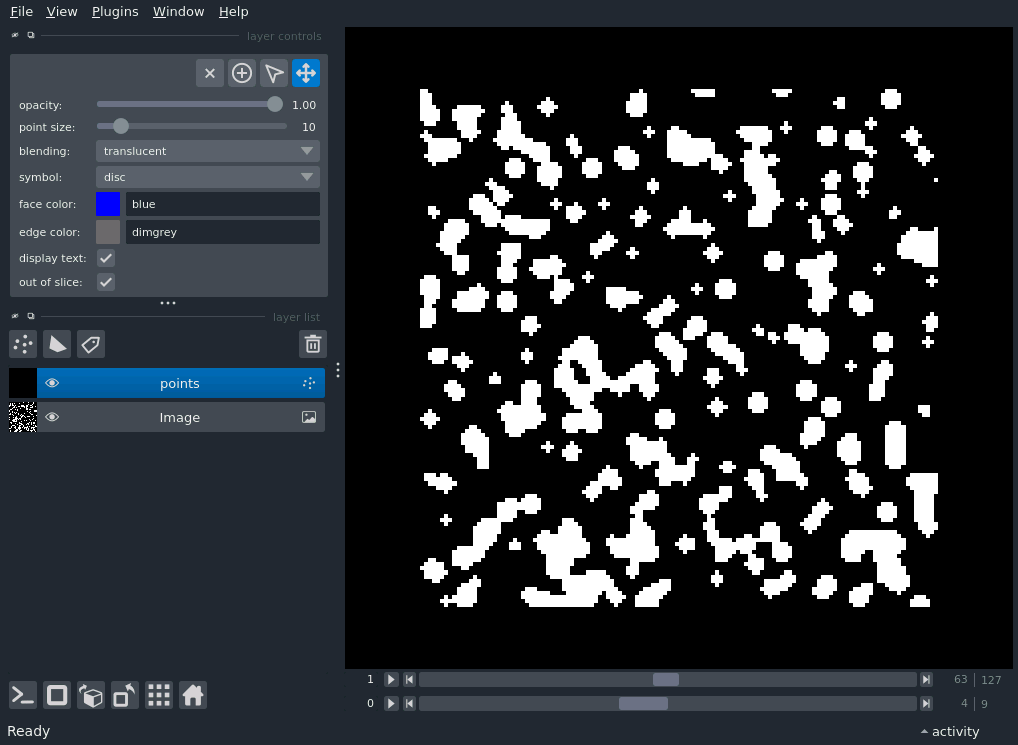 File View Plugins Window Help
layer controls
opacity: 1.00
point size: 10
blending: translucent
symbol: disc
face color: blue
edge color: dimgrey
display text:
out of slice:
layer list
points
Image
1 63 127
0 4 9
Ready activity